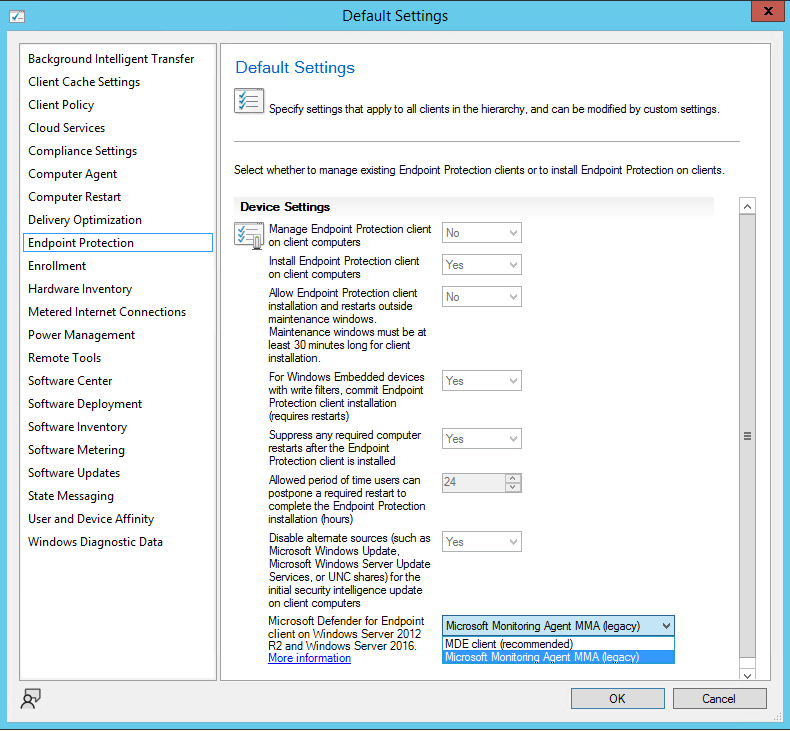 Default Settings
x
Background Intelligent Transfer
Client Cache Settings
Client Policy
Cloud Services
Compliance Settings
Computer Agent
Computer Restart
Delivery Optimization
Endpoint Protection
Enrollment
Hardware Inventory
Metered Internet Connections
Power Management
Remote Tools
Software Center
Software Deployment
Software Inventory
Software Metering
Software Updates
State Messaging
User and Device Affinity
Windows Diagnostic Data
Default Settings
Specify settings that apply to all clients in the hierarchy, and can be modified by custom settings.
Select whether to manage existing Endpoint Protection clients or to install Endpoint Protection on clients.
Device Settings
Manage Endpoint Protection client
on client computers
No
Install Endpoint Protection client
on client computers
Yes
Allow Endpoint Protection client
installation and restarts outside
maintenance windows.
Maintenance windows must be at
least 30 minutes long for client
installation.
No
For Windows Embedded devices
with write filters, commit Endpoint
Protection client installation
(requires restarts)
Yes
Suppress any required computer
restarts after the Endpoint
Protection client is installed
Yes
Allowed period of time users can
postpone a required restart to
complete the Endpoint Protection
installation (hours)
24
Disable alternate sources (such as
Microsoft Windows Update,
Microsoft Windows Server Update
Services, or UNC shares) for the
initial security intelligence update
on client computers
Yes
Microsoft Defender for Endpoint
client on Windows Server 2012
R2 and Windows Server 2016.
More information
Microsoft Monitoring Agent MMA (legacy)
MDE client (recommended)
Microsoft Monitoring Agent MMA (legacy)
OK
Cancel